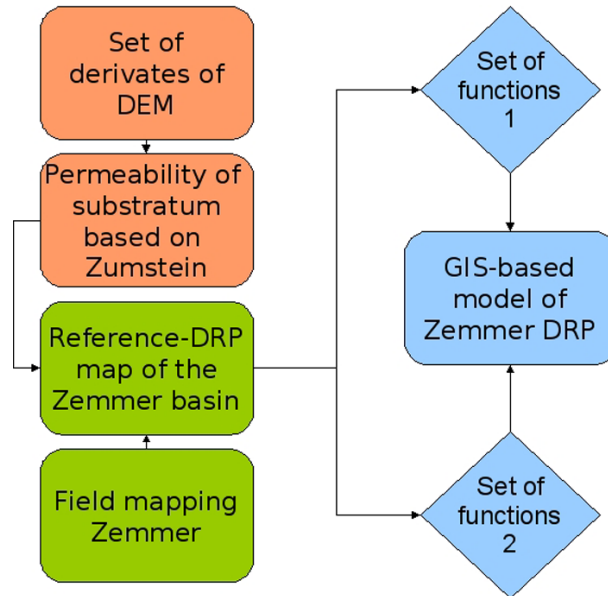 Set of
derivates of
DEM
Permeability of
substratum
based on
Zumstein
Reference-DRP
map of the
Zemmer basin
Field mapping
Zemmer
Set of
functions
1
GIS-based
model of
Zemmer DRP
Set of
functions
2